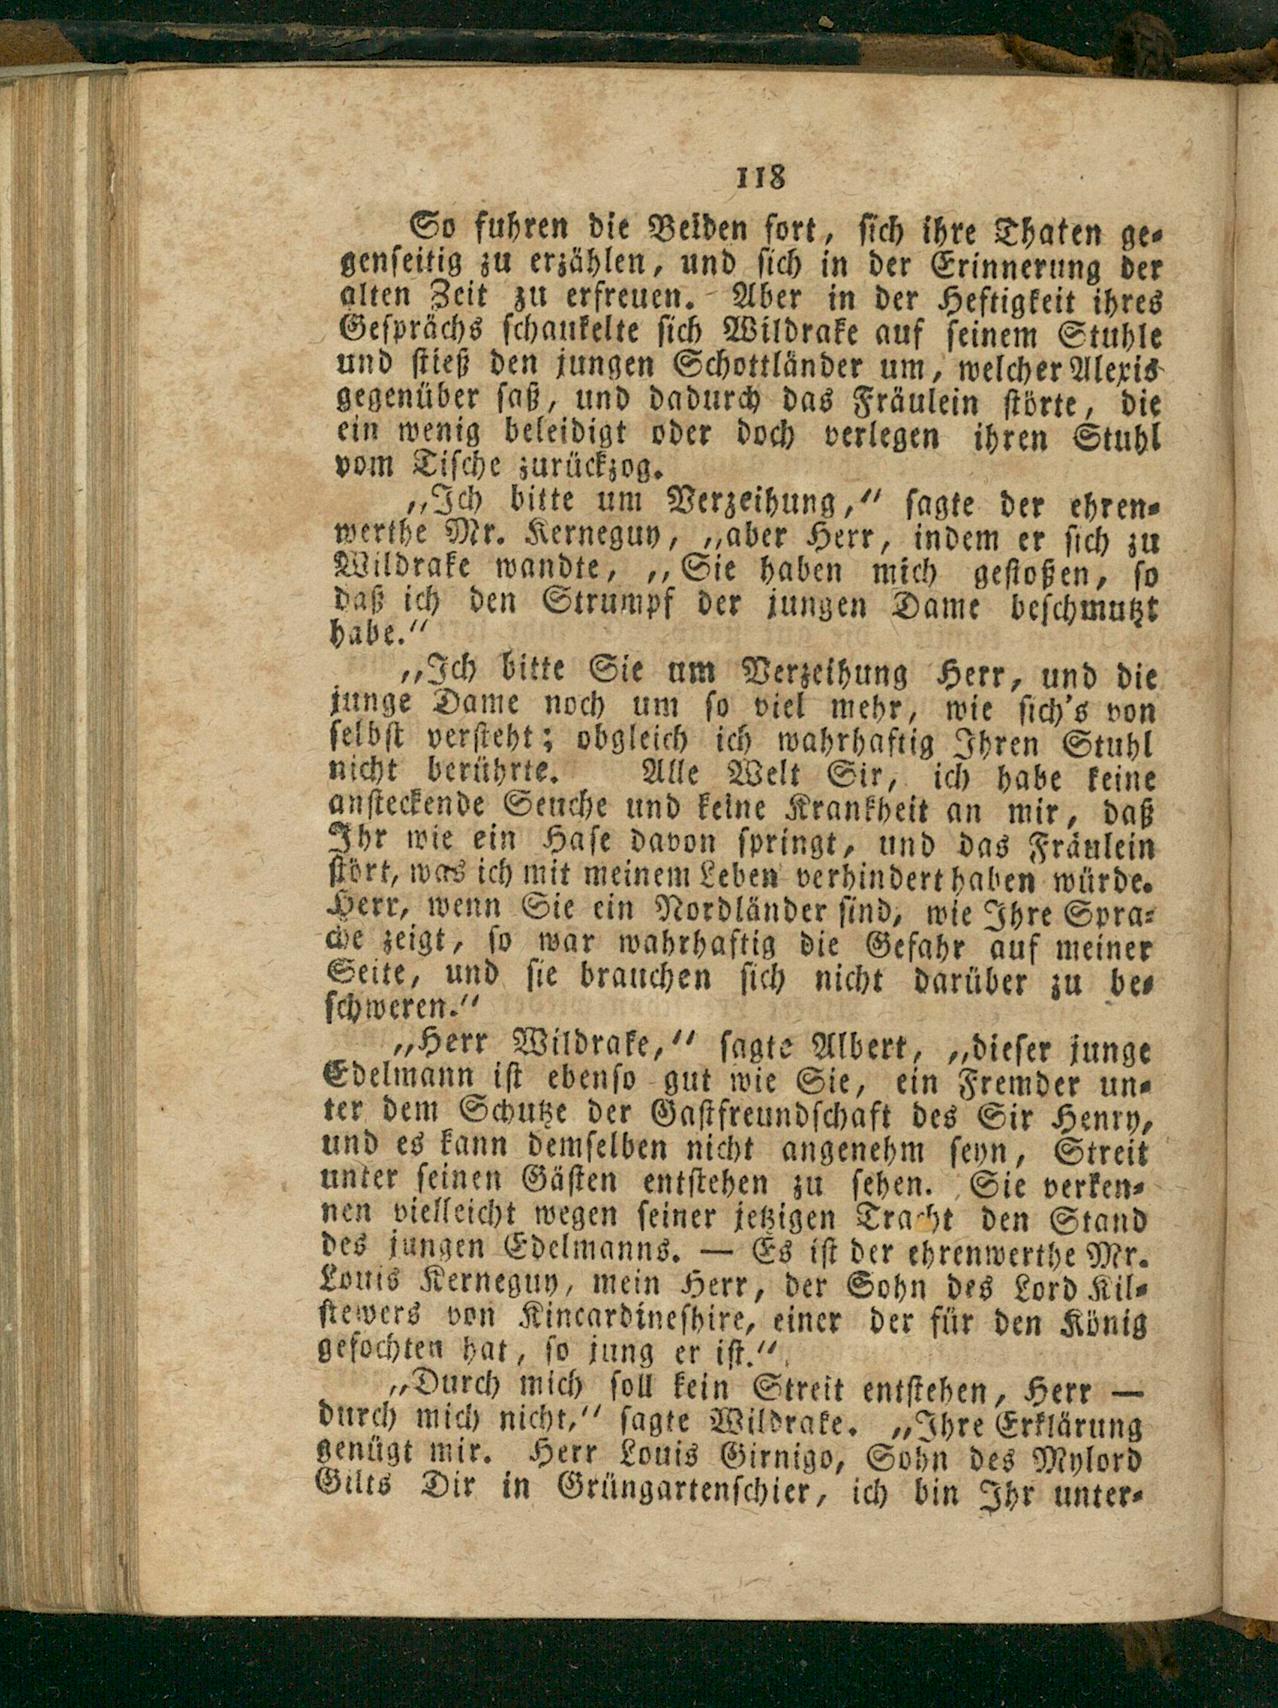 118
So fuhren die Beiden fort, sich ihre Thaten ge-
genseitig zu erzählen, und sich in der Erinnerung der
alten Zeit zu erfreuen. Aber in der Heftigkeit ihres
Gesprächs schaukelte sich Wildrake auf seinem Stuhle
und stieß den jungen Schottländer um, welcher Alexis
gegenüber saß, und dadurch das Fräulein störte, die
ein wenig beleidigt oder doch verlegen ihren Stuhl
vom Tische zurückzog.
„Ich bitte um Verzeihung,“ sagte der ehren-
werthe Mr. Kerneguy, „aber Herr, indem er sich zu
Wildrake wandte, „Sie haben mich gestoßen, so
daß ich den Strumpf der jungen Dame beschmutzt
habe.“
„Ich bitte Sie um Verzeihung Herr, und die
junge Dame noch um so viel mehr, wie sich's von
selbst versteht; obgleich ich wahrhaftig Ihren Stuhl
nicht berührte. Alle Welt Sir, ich habe keine
ansteckende Seuche und keine Krankheit an mir, daß
Ihr wie ein Hase davon springt, und das Fräulein
stört, was ich mit meinem Leben verhindert haben würde.
Herr, wenn Sie ein Nordländer sind, wie Ihre Spra-
che zeigt, so war wahrhaftig die Gefahr auf meiner
Seite, und sie brauchen sich nicht darüber zu be-
schweren.“
„Herr Wildrake,“ sagte Albert, „dieser junge
Edelmann ist ebenso gut wie Sie, ein Fremder un-
ter dem Schutze der Gastfreundschaft des Sir Henry,
und es kann demselben nicht angenehm seyn, Streit
unter seinen Gästen entstehen zu sehen. Sie verken-
nen vielleicht wegen seiner jetzigen Tracht den Stand
des jungen Edelmanns. — Es ist der ehrenwerthe Mr.
Louis Kerneguy, mein Herr, der Sohn des Lord Kil-
stewers von Kincardineshire, einer der für den König
gefochten hat, so jung er ist.“
„Durch mich soll kein Streit entstehen, Herr —
durch mich nicht,“ sagte Wildrake. „Ihre Erklärung
genügt mir. Herr Louis Girnigo, Sohn des Mylord
Gilts Dir in Grüngartenschier, ich bin Ihr unter-